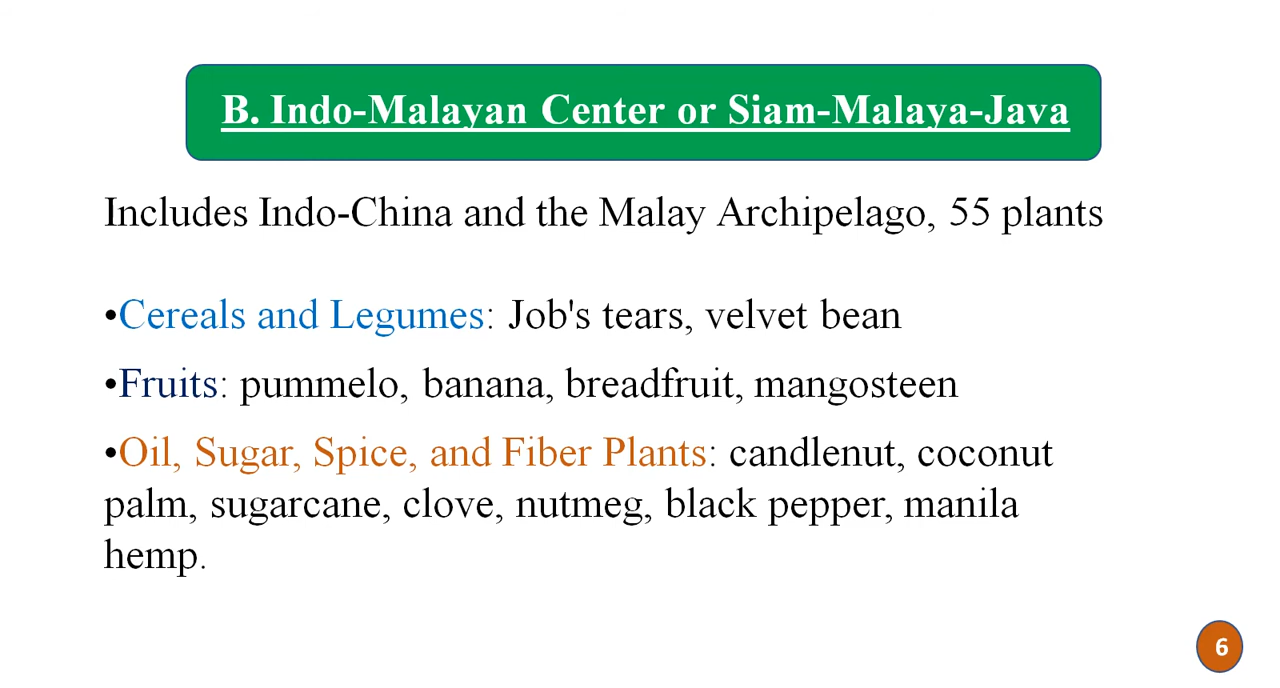 B. Indo-Malayan Center or Siam-Malaya-Java
Includes Indo-China and the Malay Archipelago, 55 plants
•Cereals and Legumes: Job's tears, velvet bean
•Fruits: pummelo, banana, breadfruit, mangosteen
•Oil, Sugar, Spice, and Fiber Plants: candlenut, coconut
palm, sugarcane, clove, nutmeg, black pepper, manila
hemp.
6